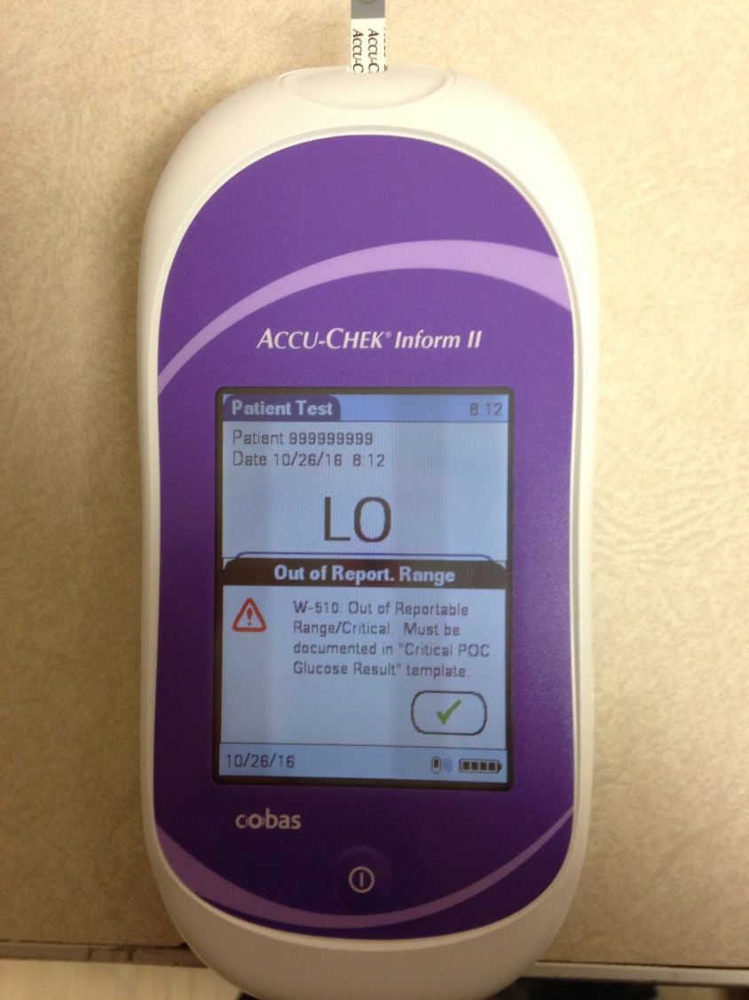 ACCU-C
ACCU-C
ACCU-CHEK® Inform II
Patient Test 8:12
Patient 999999999
Date 10/26/16 8:12
LO
Out of Report. Range
W-510: Out of Reportable
Range/Critical. Must be
documented in "Critical POC
Glucose Result" template.
10/26/16
cobas